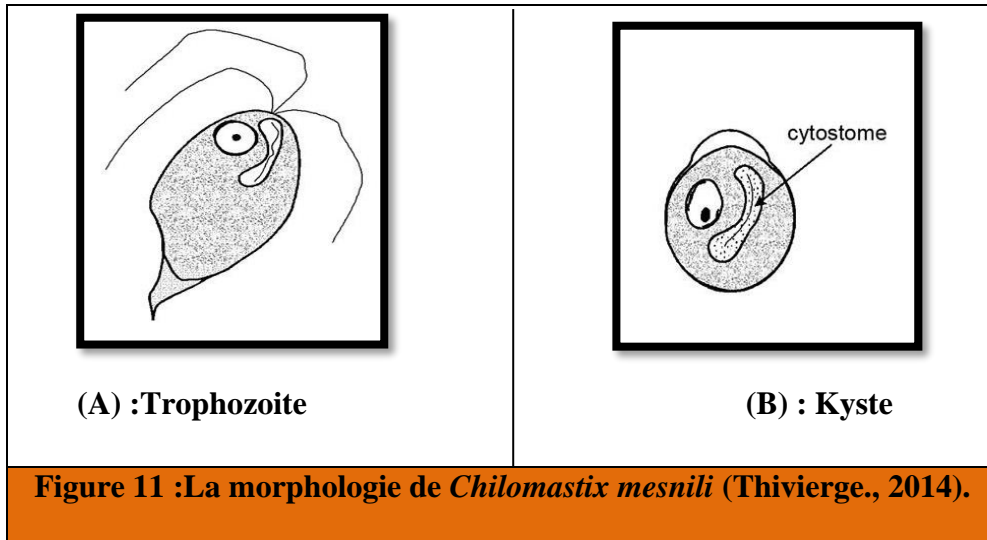 cytostome
(A) :Trophozoite
(B) : Kyste
Figure 11 :La morphologie de Chilomastix mesnili (Thivierge., 2014).